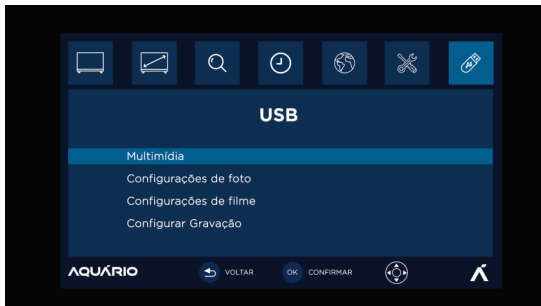 USB
Multimídia
Configurações de foto
Configurações de filme
Configurar Gravação
AQUÁRIO
VOLTAR
OK
CONFIRMAR